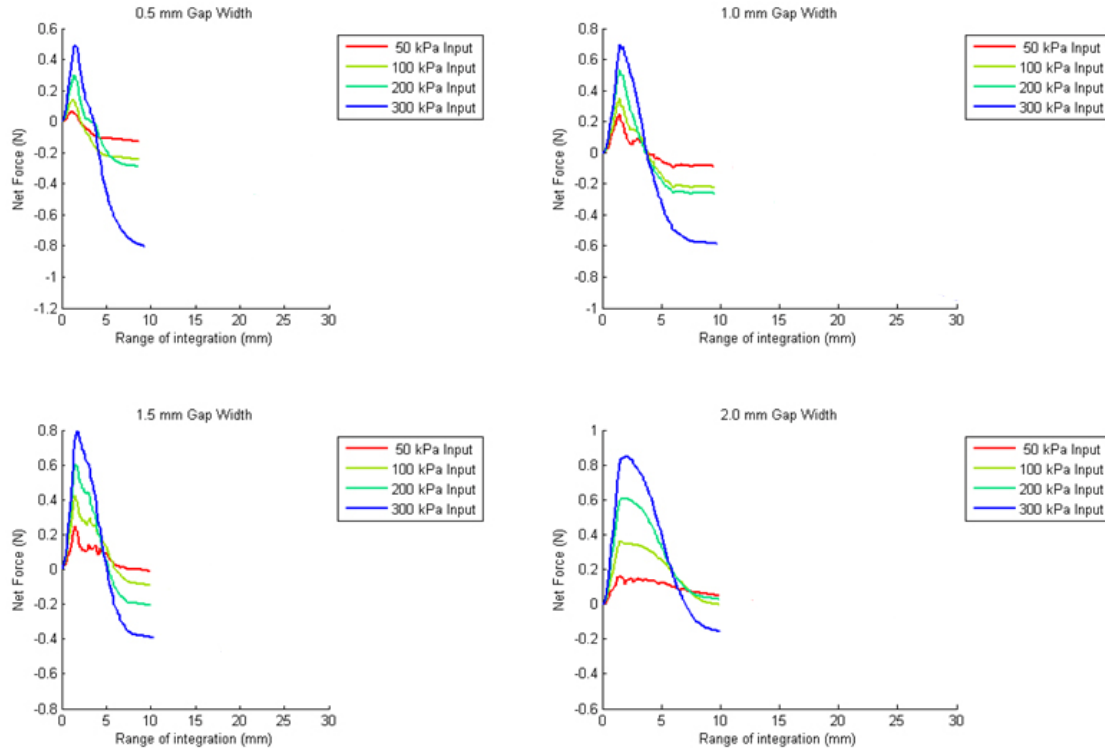 0.5 mm Gap Width
0.6
0.4
0.2
0
-0.2
-0.4
-0.6
-0.8
-1
-1.2
Net Force (N)
0 5 10 15 20 25 30
Range of integration (mm)
50 kPa Input
100 kPa Input
200 kPa Input
300 kPa Input
1.0 mm Gap Width
0.8
0.6
0.4
0.2
0
-0.2
-0.4
-0.6
-0.8
-1
Net Force (N)
0 5 10 15 20 25 30
Range of integration (mm)
50 kPa Input
100 kPa Input
200 kPa Input
300 kPa Input
1.5 mm Gap Width
0.8
0.6
0.4
0.2
0
-0.2
-0.4
-0.6
-0.8
Net Force (N)
0 5 10 15 20 25 30
Range of integration (mm)
50 kPa Input
100 kPa Input
200 kPa Input
300 kPa Input
2.0 mm Gap Width
1
0.8
0.6
0.4
0.2
0
-0.2
-0.4
-0.6
Net Force (N)
0 5 10 15 20 25 30
Range of integration (mm)
50 kPa Input
100 kPa Input
200 kPa Input
300 kPa Input